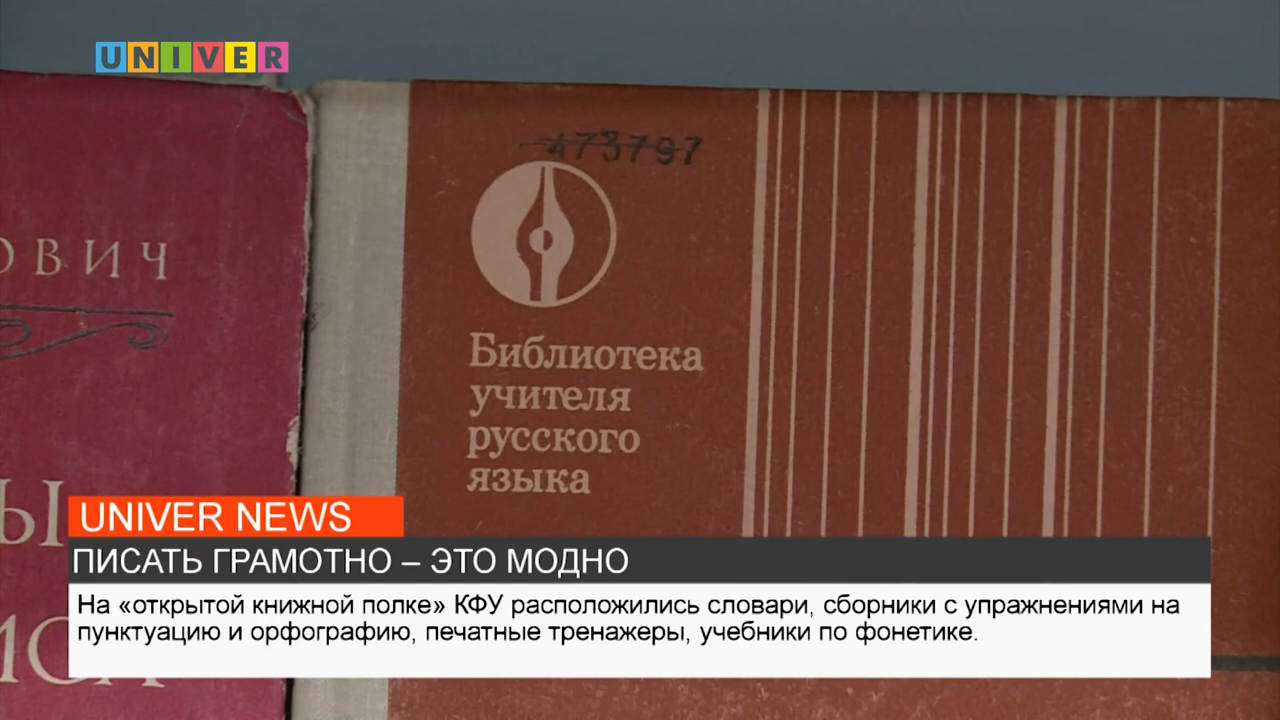 UNIVER
473797
ОВИЧ
Библиотека
учителя
русского
языка
UNIVER NEWS
ПИСАТЬ ГРАМОТНО – ЭТО МОДНО
На «открытой книжной полке» КФУ расположились словари, сборники с упражнениями на
пунктуацию и орфографию, печатные тренажеры, учебники по фонетике.